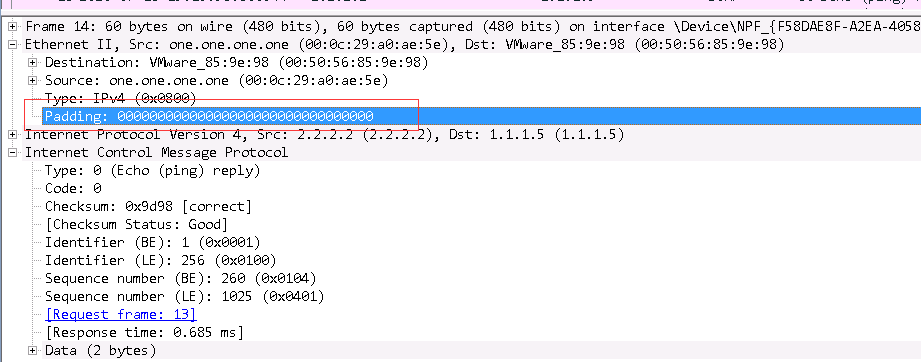 Frame 14: 60 bytes on wire (480 bits), 60 bytes captured (480 bits) on interface \Device\NPF_{F58DAE8F-A2EA-4058
Ethernet II, Src: one.one.one.one (00:0c:29:a0:ae:5e), Dst: VMware_85:9e:98 (00:50:56:85:9e:98)
Destination: VMware_85:9e:98 (00:50:56:85:9e:98)
Source: one.one.one.one (00:0c:29:a0:ae:5e)
Type: IPv4 (0x0800)
Padding: 00000000000000000000000000000000
Internet Protocol Version 4, Src: 2.2.2.2 (2.2.2.2), Dst: 1.1.1.5 (1.1.1.5)
Internet Control Message Protocol
Type: 0 (Echo (ping) reply)
Code: 0
Checksum: 0x9d98 [correct]
[Checksum Status: Good]
Identifier (BE): 1 (0x0001)
Identifier (LE): 256 (0x0100)
Sequence number (BE): 260 (0x0104)
Sequence number (LE): 1025 (0x0401)
[Request frame: 13]
[Response time: 0.685 ms]
Data (2 bytes)